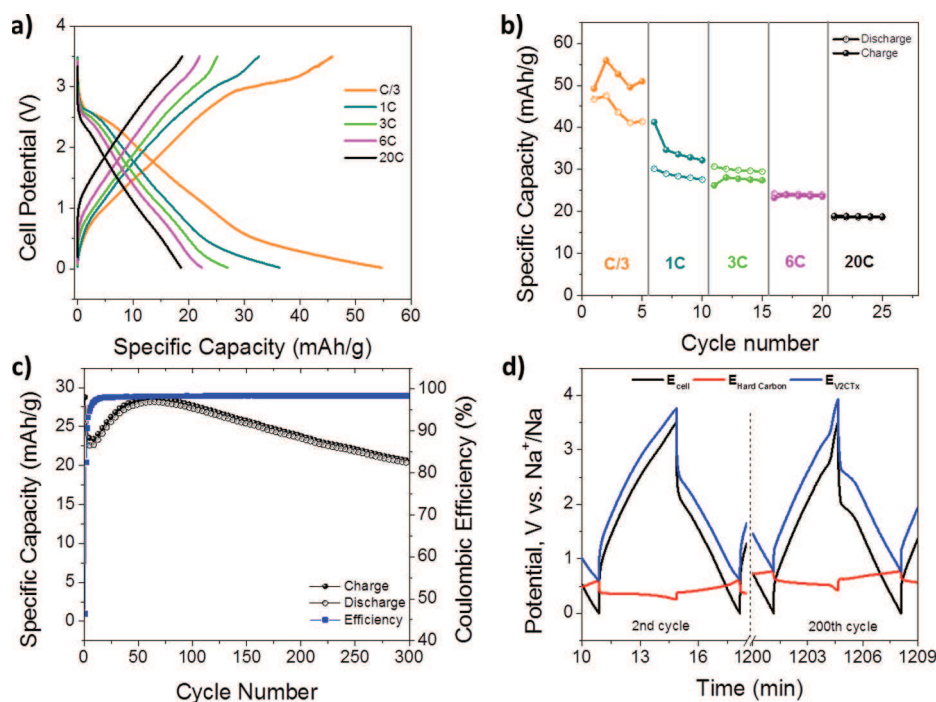 a)
4
3
2
1
0
0 10 20 30 40 50 60
Cell Potential (V)
Specific Capacity (mAh/g)
C/3
1C
3C
6C
20C
b)
60
50
40
30
20
10
0
0 5 10 15 20 25
Specific Capacity (mAh/g)
Cycle number
Discharge
Charge
C/3 1C 3C 6C 20C
c)
30
25
20
15
10
5
0
0 50 100 150 200 250 300
100
90
80
70
60
50
40
Specific Capacity (mAh/g)
Coulombic Efficiency (%)
Cycle Number
Charge
Discharge
Efficiency
d)
E cell E Hard Carbon E V2CTx
4
3
2
1
0
Potential, V vs. Na+/Na
2nd cycle 200th cycle
10 13 16 1200 1203 1206 1209
Time (min)